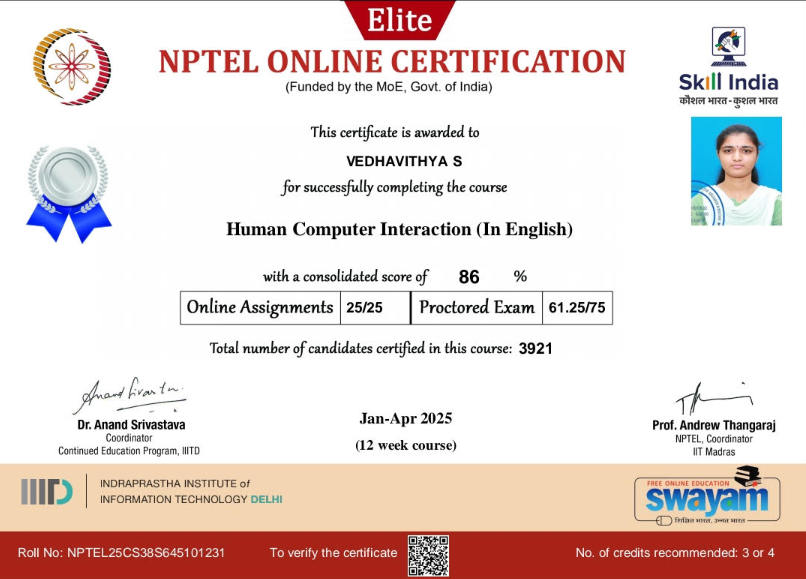 Elite
NPTEL ONLINE CERTIFICATION
(Funded by the MoE, Govt. of India)
Skill India
कौशल भारत - कुशल भारत
This certificate is awarded to
VEDHAVITHYA S
for successfully completing the course
Human Computer Interaction (In English)
with a consolidated score of 86 %
Online Assignments 25/25 Proctored Exam 61.25/75
Total number of candidates certified in this course: 3921
Dr. Anand Srivastava
Coordinator
Continued Education Program, IIITD
Jan-Apr 2025
(12 week course)
Prof. Andrew Thangaraj
NPTEL, Coordinator
IIT Madras
IIITD
INDRAPRASTHA INSTITUTE of
INFORMATION TECHNOLOGY DELHI
FREE ONLINE EDUCATION
swayam
शिक्षित भारत, उन्नत भारत
Roll No: NPTEL25CS38S645101231
To verify the certificate
No. of credits recommended: 3 or 4